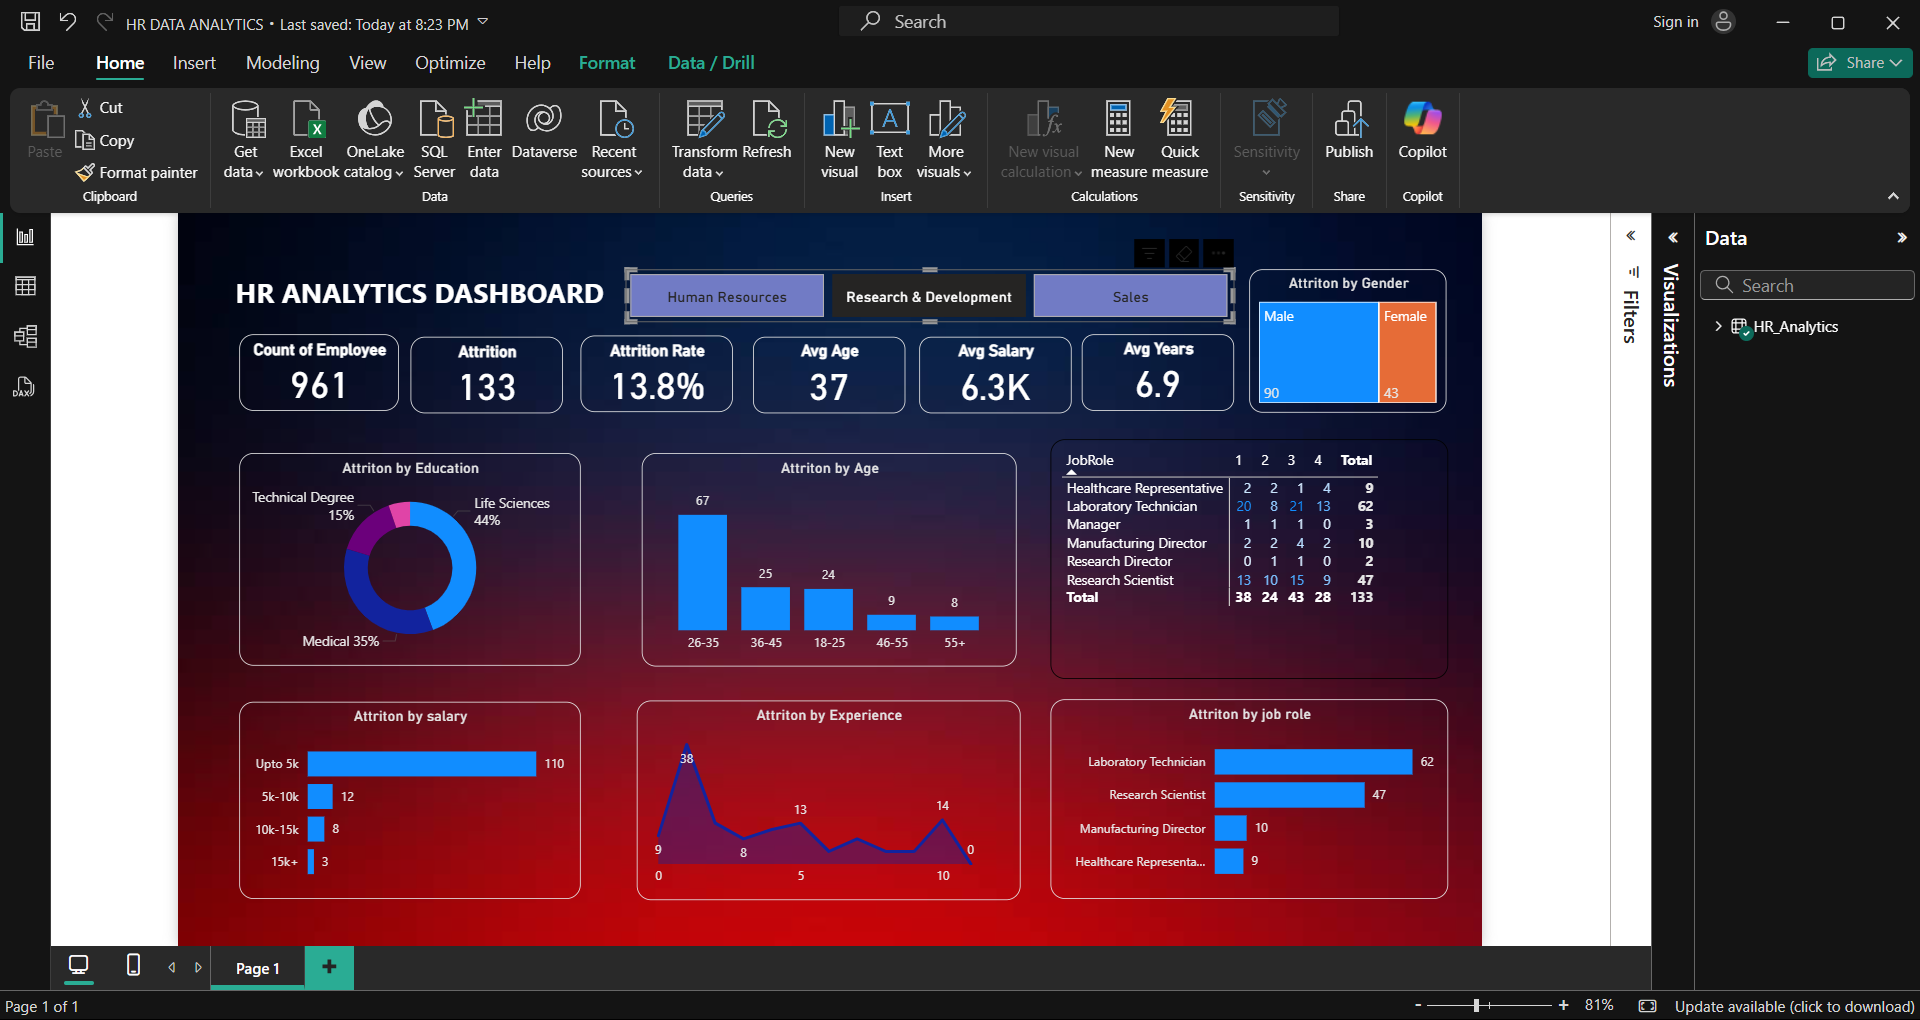 HR DATA ANALYTICS • Last saved: Today at 8:23 PM
Search
Sign in
File
Home
Insert
Modeling
View
Optimize
Help
Format
Data / Drill
Share
Paste
Cut
Copy
Format painter
Clipboard
Get data
Excel workbook
OneLake catalog
SQL Server
Enter data
Dataverse
Recent sources
Data
Transform data
Refresh
Queries
New visual
Text box
More visuals
Insert
New visual calculation
New measure
Quick measure
Calculations
Sensitivity
Sensitivity
Publish
Share
Copilot
Copilot
DAX
HR ANALYTICS DASHBOARD
Human Resources
Research & Development
Sales
Attriton by Gender
Male
90
Female
43
Count of Employee
961
Attrition
133
Attrition Rate
13.8%
Avg Age
37
Avg Salary
6.3K
Avg Years
6.9
Attriton by Education
Technical Degree
15%
Life Sciences
44%
Medical 35%
Attriton by Age
67
25
24
9
8
26-35
36-45
18-25
46-55
55+
JobRole 1 2 3 4 Total
Healthcare Representative 2 2 1 4 9
Laboratory Technician 20 8 21 13 62
Manager 1 1 1 0 3
Manufacturing Director 2 2 4 2 10
Research Director 0 1 1 0 2
Research Scientist 13 10 15 9 47
Total 38 24 43 28 133
Attriton by salary
Upto 5k 110
5k-10k 12
10k-15k 8
15k+ 3
Attriton by Experience
38
13
14
9
8
0
0
5
10
Attriton by job role
Laboratory Technician 62
Research Scientist 47
Manufacturing Director 10
Healthcare Representa... 9
Filters
Visualizations
Data
Search
HR_Analytics
Page 1
Page 1 of 1
- + 81%
Update available (click to download)